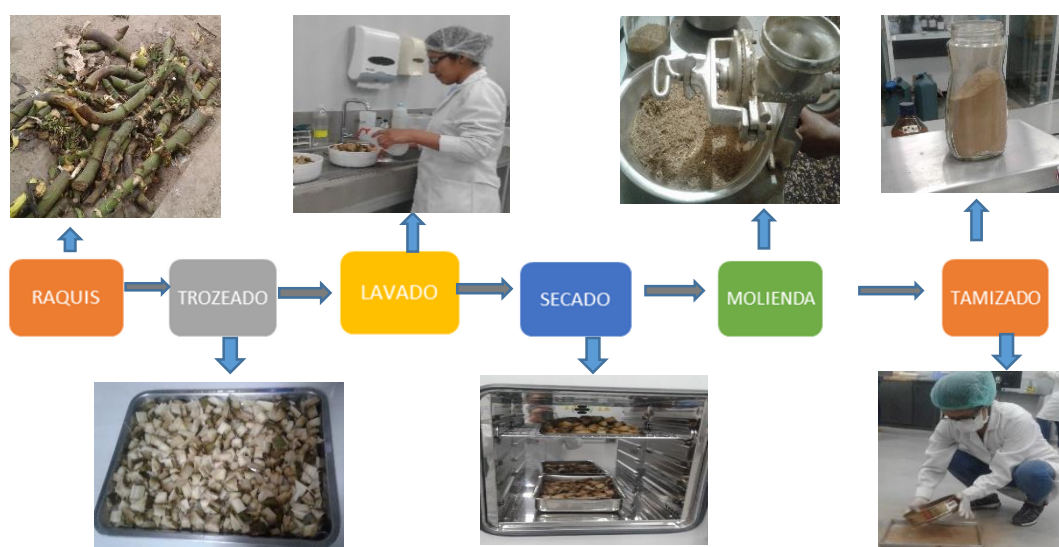 RAQUIS
TROZEADO
LAVADO
SECADO
MOLIENDA
TAMIZADO